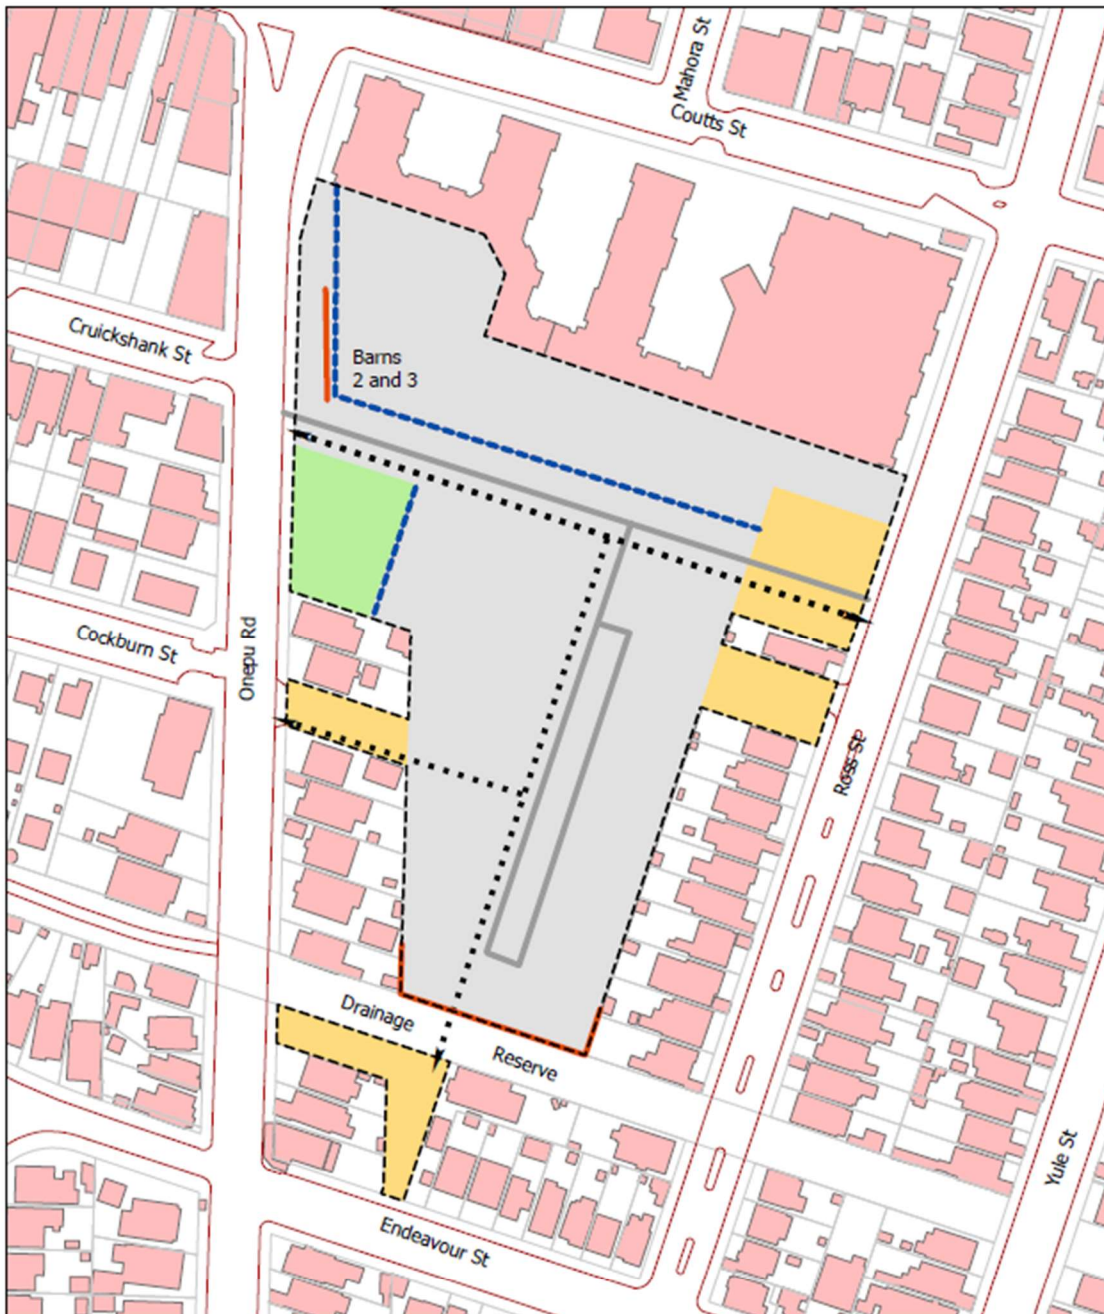 Mahora St
Coutts St
Cruickshank St
Barns
2 and 3
Cockburn St
Onepu Rd
Ross St
Drainage
Reserve
Yule St
Endeavour St